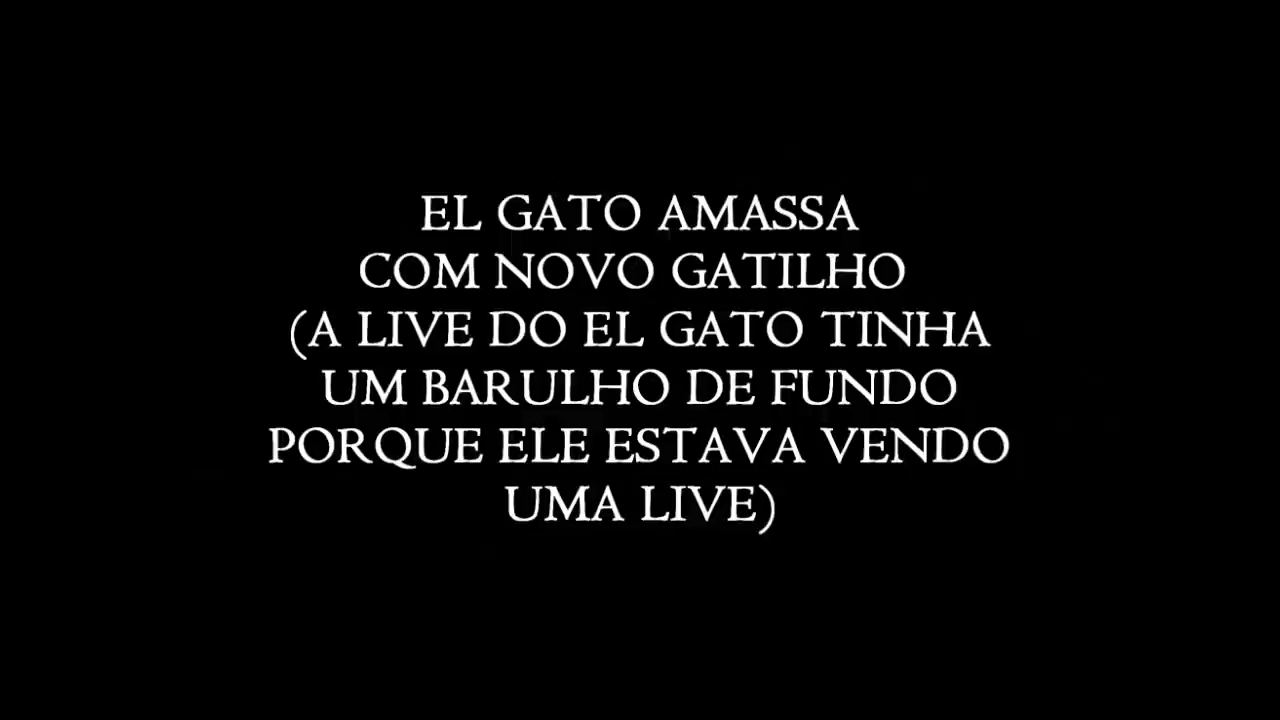 EL GATO AMASSA
COM NOVO GATILHO
(A LIVE DO EL GATO TINHA
UM BARULHO DE FUNDO
PORQUE ELE ESTAVA VENDO
UMA LIVE)